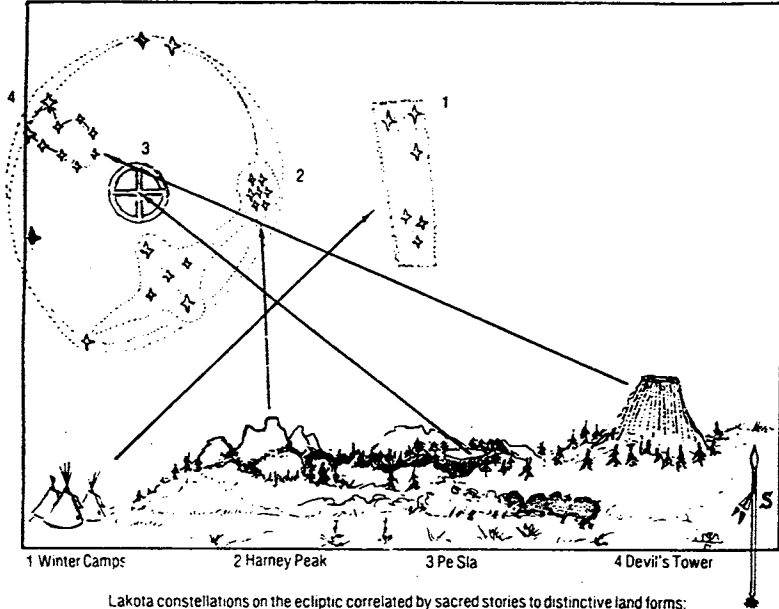 4
1
3
2
S
1 Winter Camps
2 Harney Peak
3 Pe Sla
4 Devil's Tower
Lakota constellations on the ecliptic correlated by sacred stories to distinctive land forms: